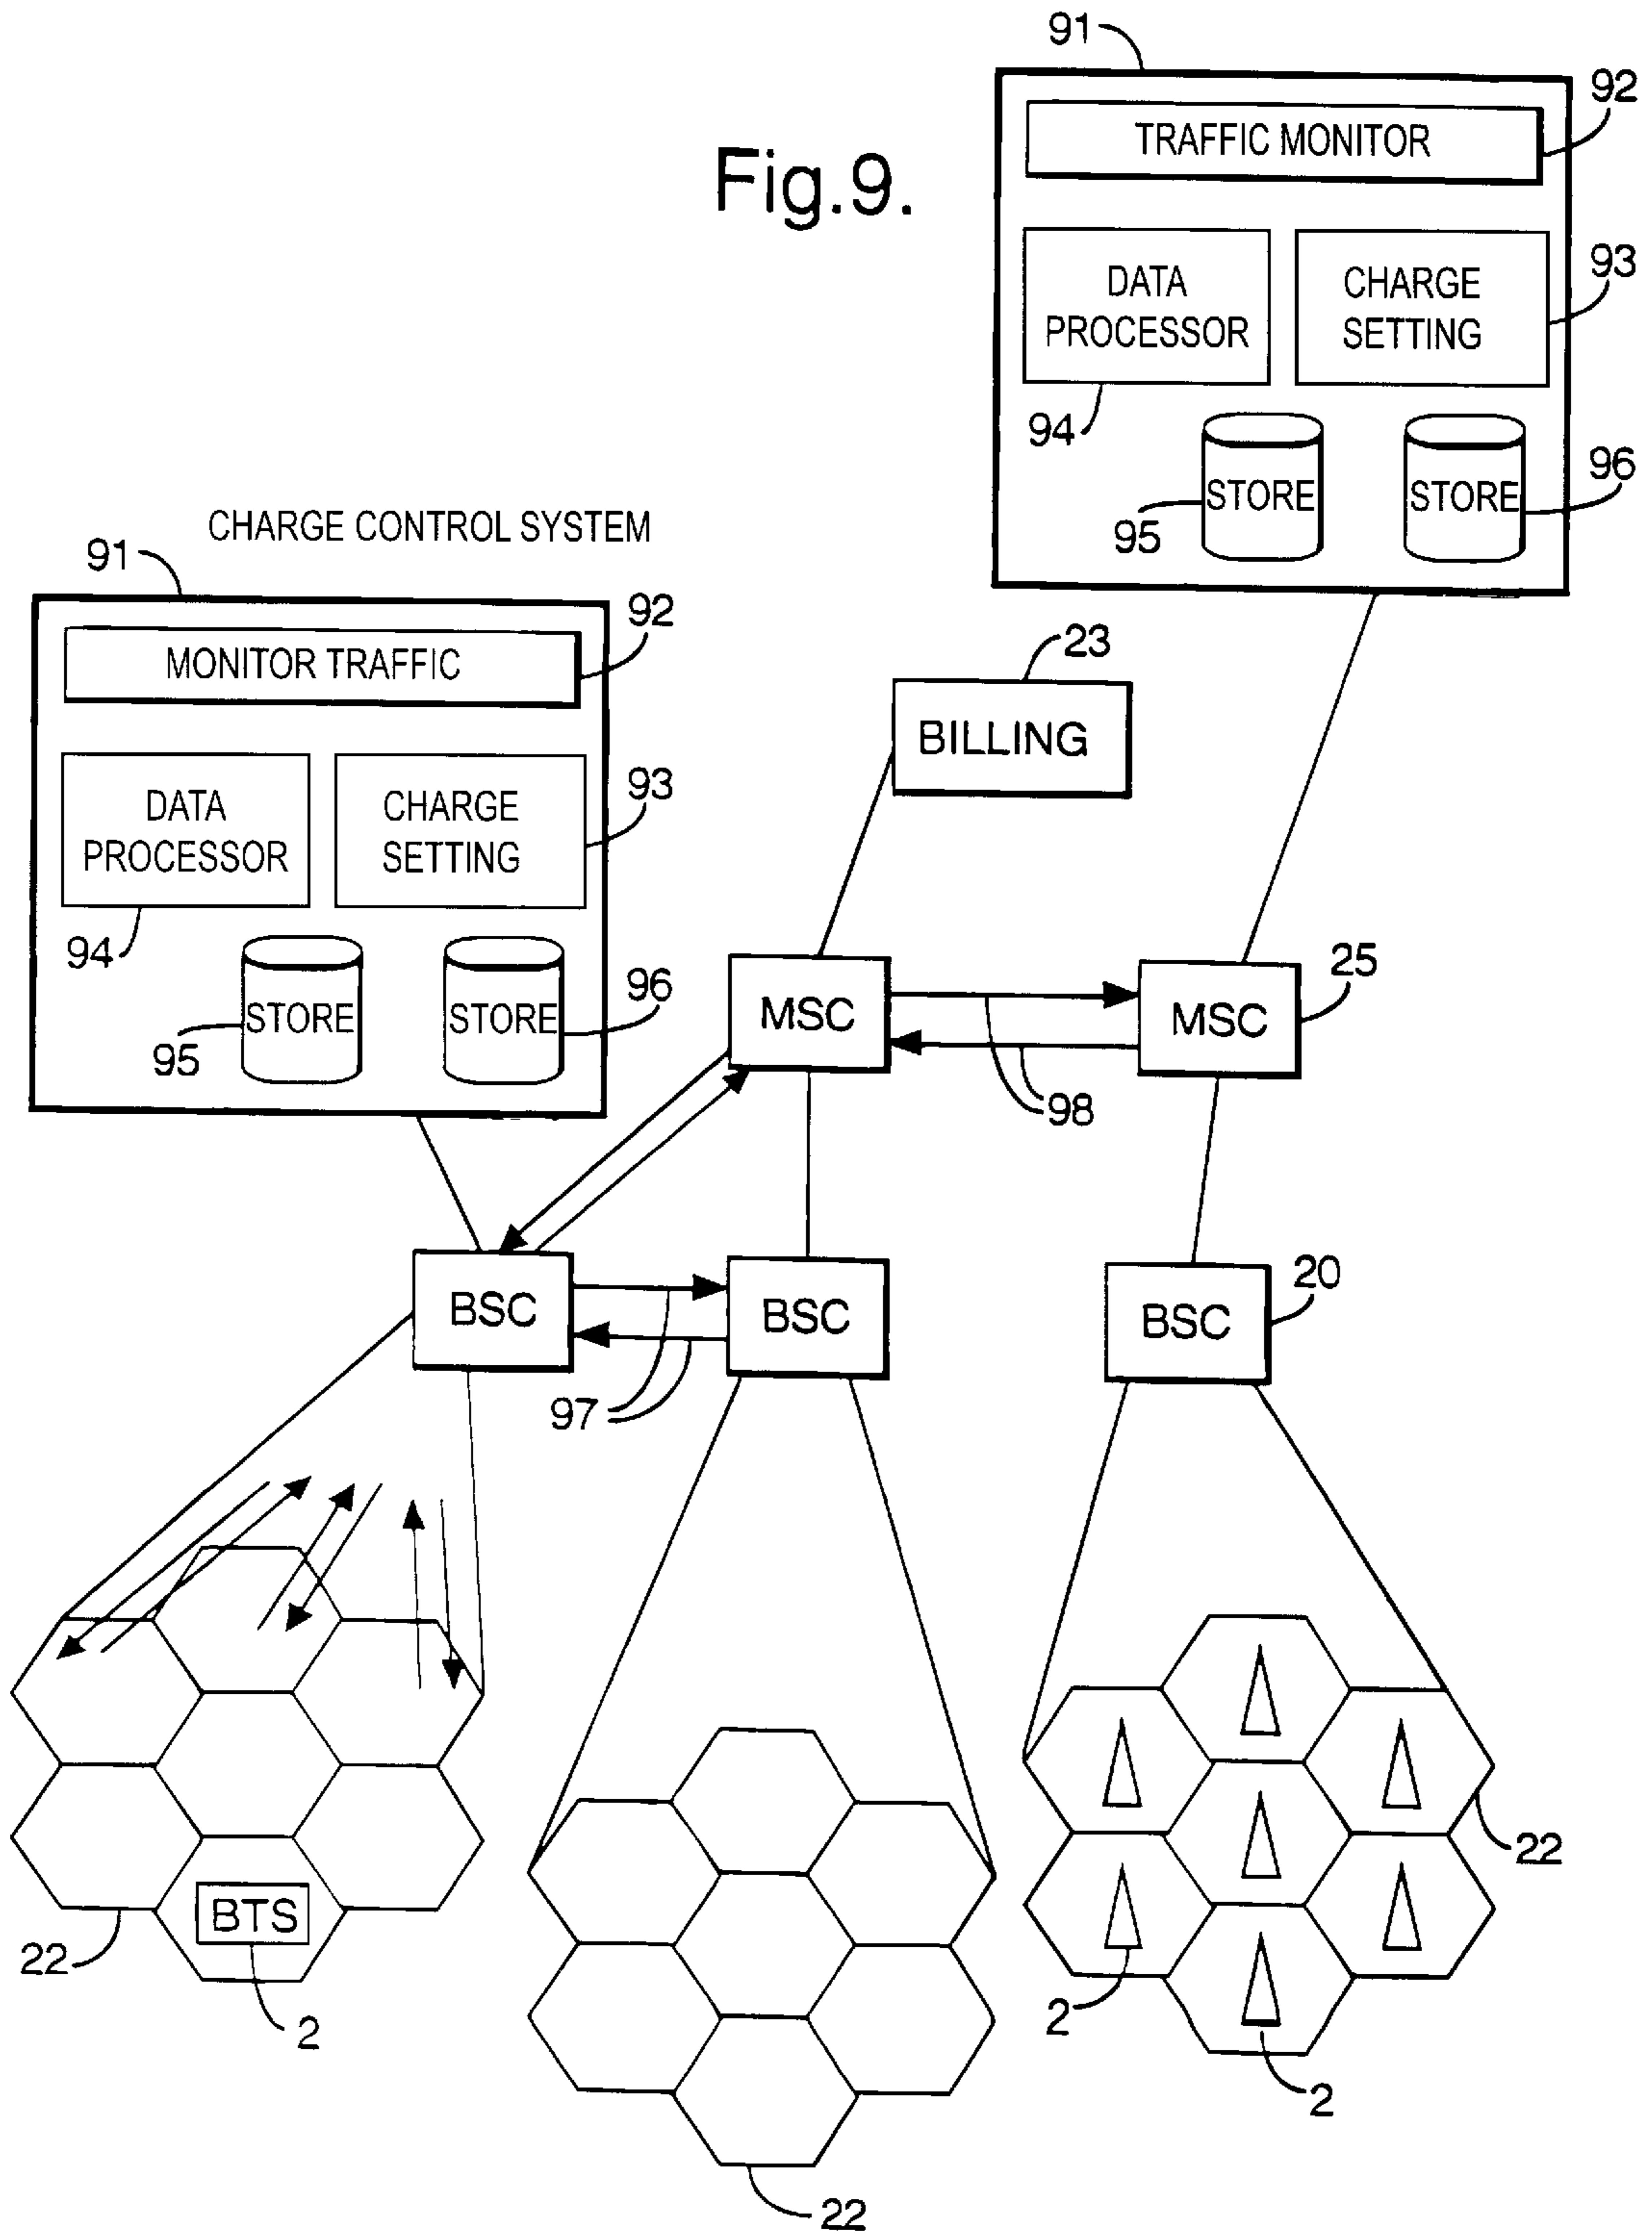 91
92
TRAFFIC MONITOR
Fig.9.
DATA
PROCESSOR
CHARGE
SETTING
93
94
STORE
STORE
95
96
CHARGE CONTROL SYSTEM
91
92
MONITOR TRAFFIC
23
BILLING
DATA
PROCESSOR
CHARGE
SETTING
93
94
STORE
STORE
95
96
MSC
MSC
25
98
BSC
BSC
BSC
20
97
BTS
22
2
22
22
2
2